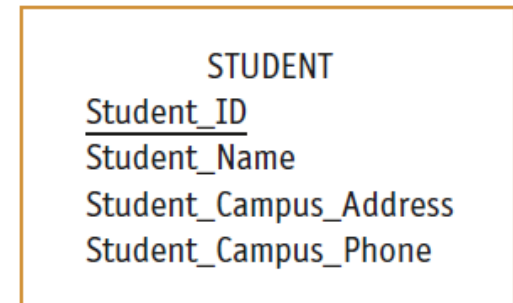 STUDENT
Student_ID
Student_Name
Student_Campus_Address
Student_Campus_Phone